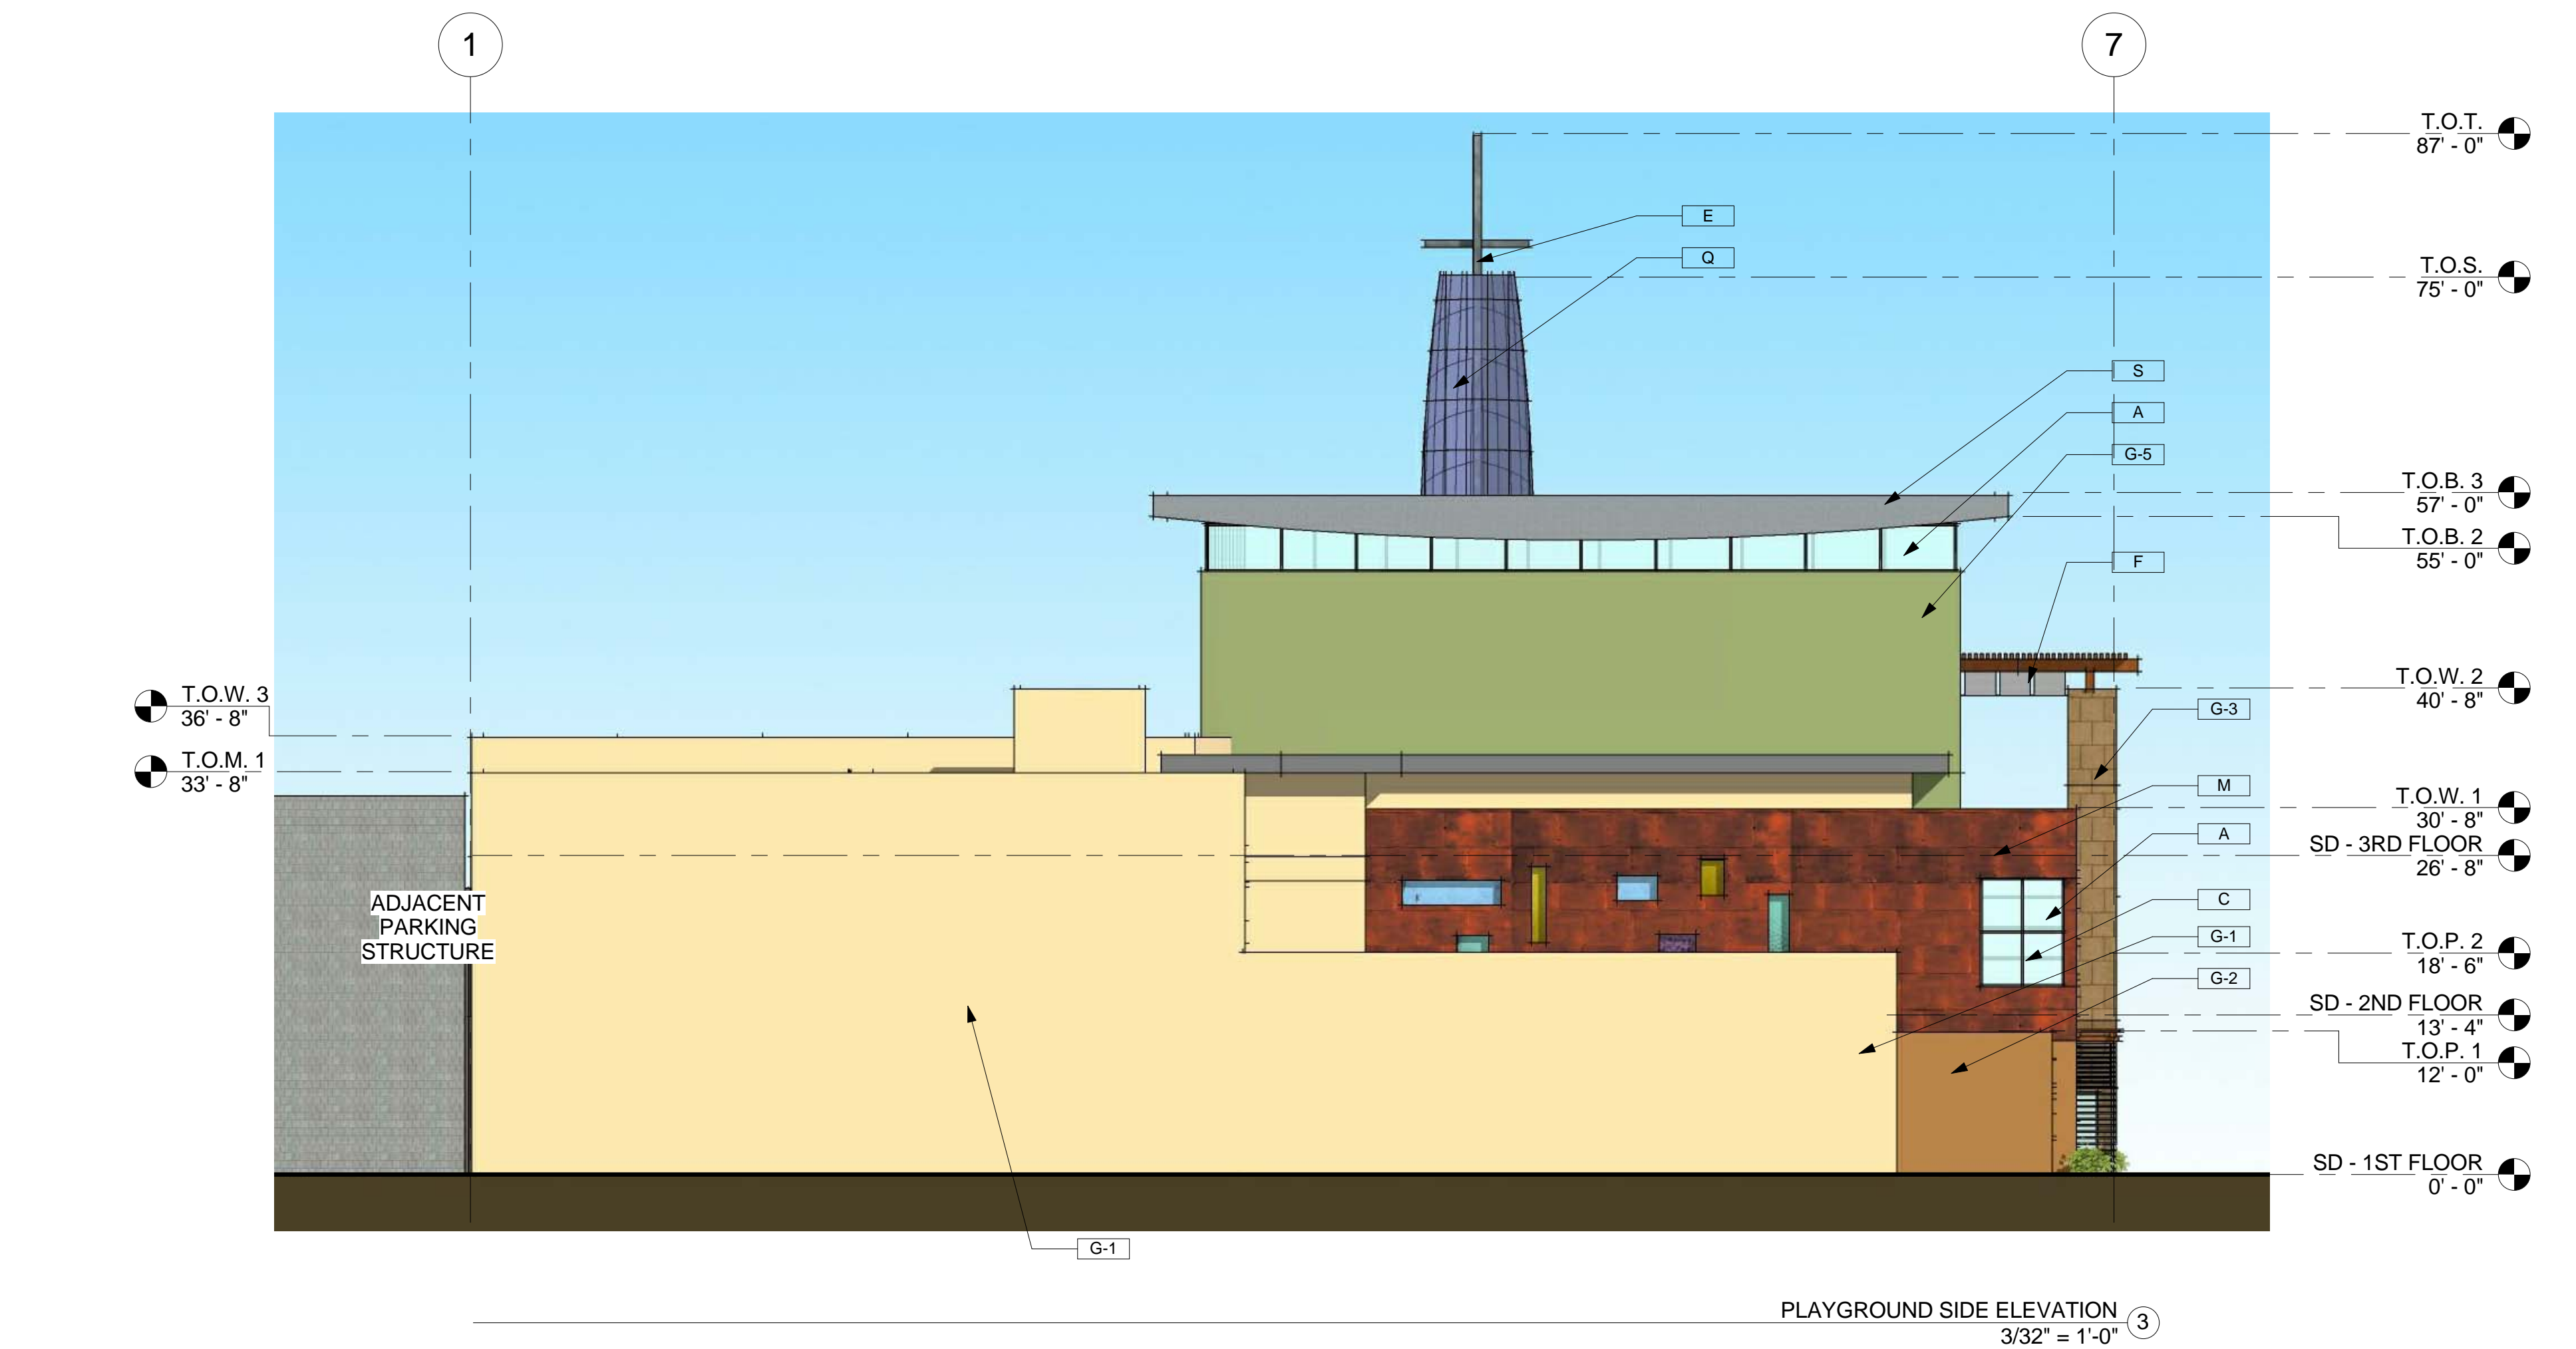 1
7
T.O.T.
87' - 0"
E
Q
T.O.S.
75' - 0"
S
A
G-5
T.O.B. 3
57' - 0"
T.O.B. 2
55' - 0"
F
T.O.W. 3
36' - 8"
T.O.W. 2
40' - 8"
G-3
T.O.M. 1
33' - 8"
M
T.O.W. 1
30' - 8"
A
SD - 3RD FLOOR
26' - 8"
ADJACENT
PARKING
STRUCTURE
C
G-1
T.O.P. 2
18' - 6"
G-2
SD - 2ND FLOOR
13' - 4"
T.O.P. 1
12' - 0"
SD - 1ST FLOOR
0' - 0"
G-1
PLAYGROUND SIDE ELEVATION
3
3/32" = 1'-0"